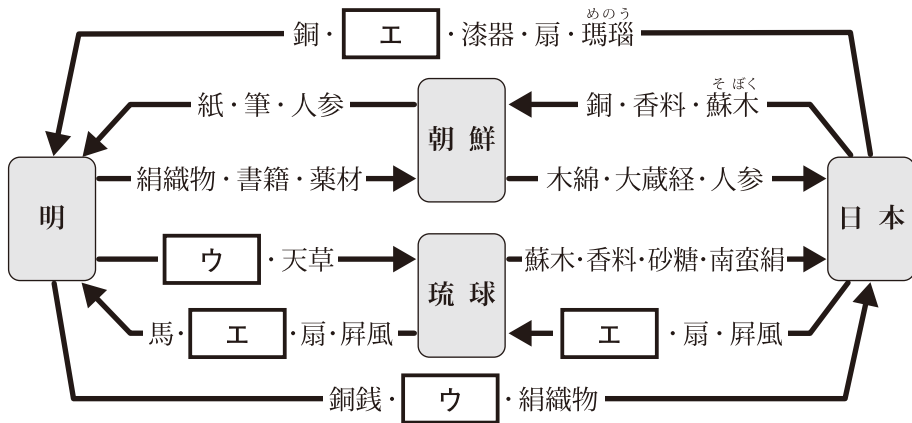 めのう
銅・エ・漆器・扇・瑪瑙
そぼく
紙・筆・人参
銅・香料・蘇木
朝鮮
絹織物・書籍・薬材
木綿・大蔵経・人参
明
日本
ウ・天草
蘇木・香料・砂糖・南蛮絹
琉球
馬・エ・扇・屛風
エ・扇・屛風
銅銭・ウ・絹織物